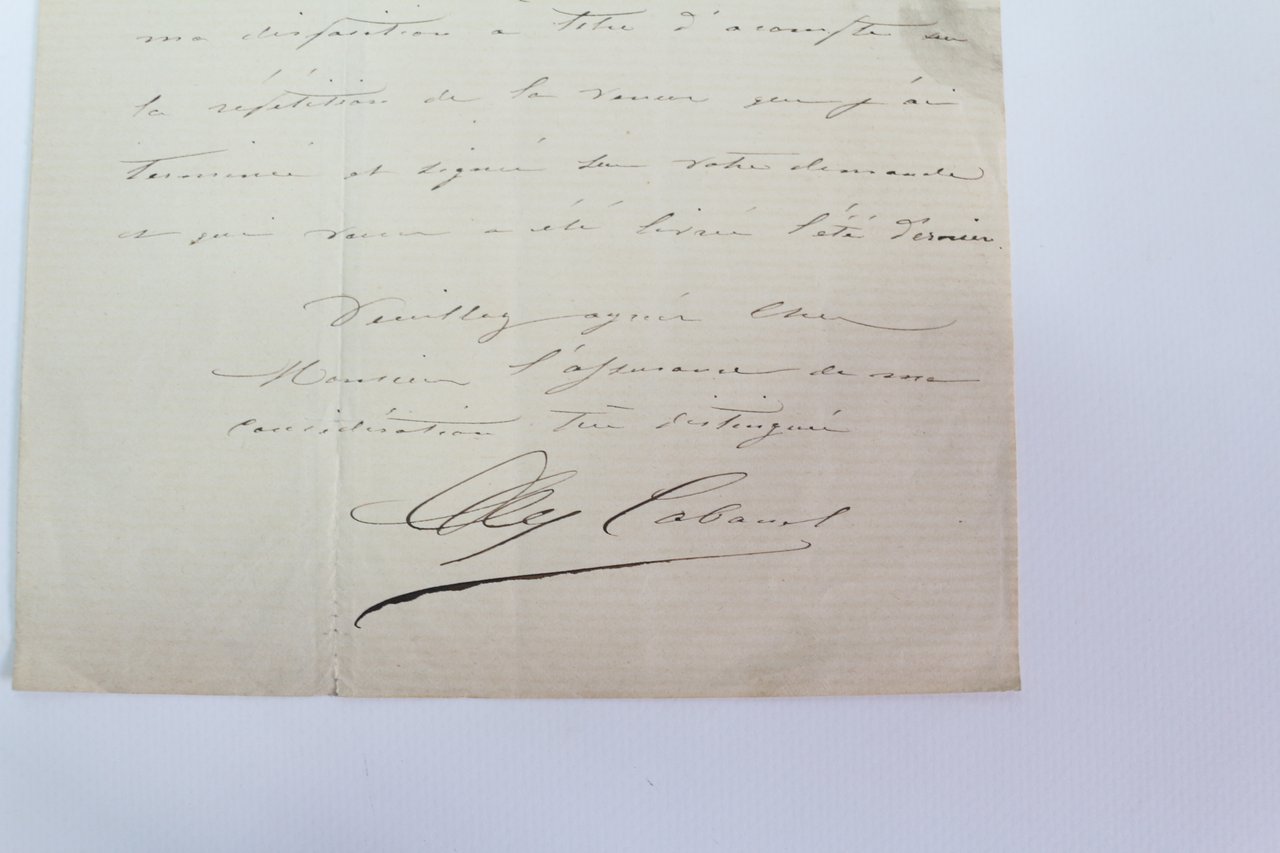 ma disposition à titre d'acompte sur
la répétition de la Venus que j'ai
terminée et signée sur votre demande
et qui vous a été livrée l'été dernier.
Veuillez agréer Cher
Monsieur l'assurance de ma
considération très distinguée
Alex Cabanel